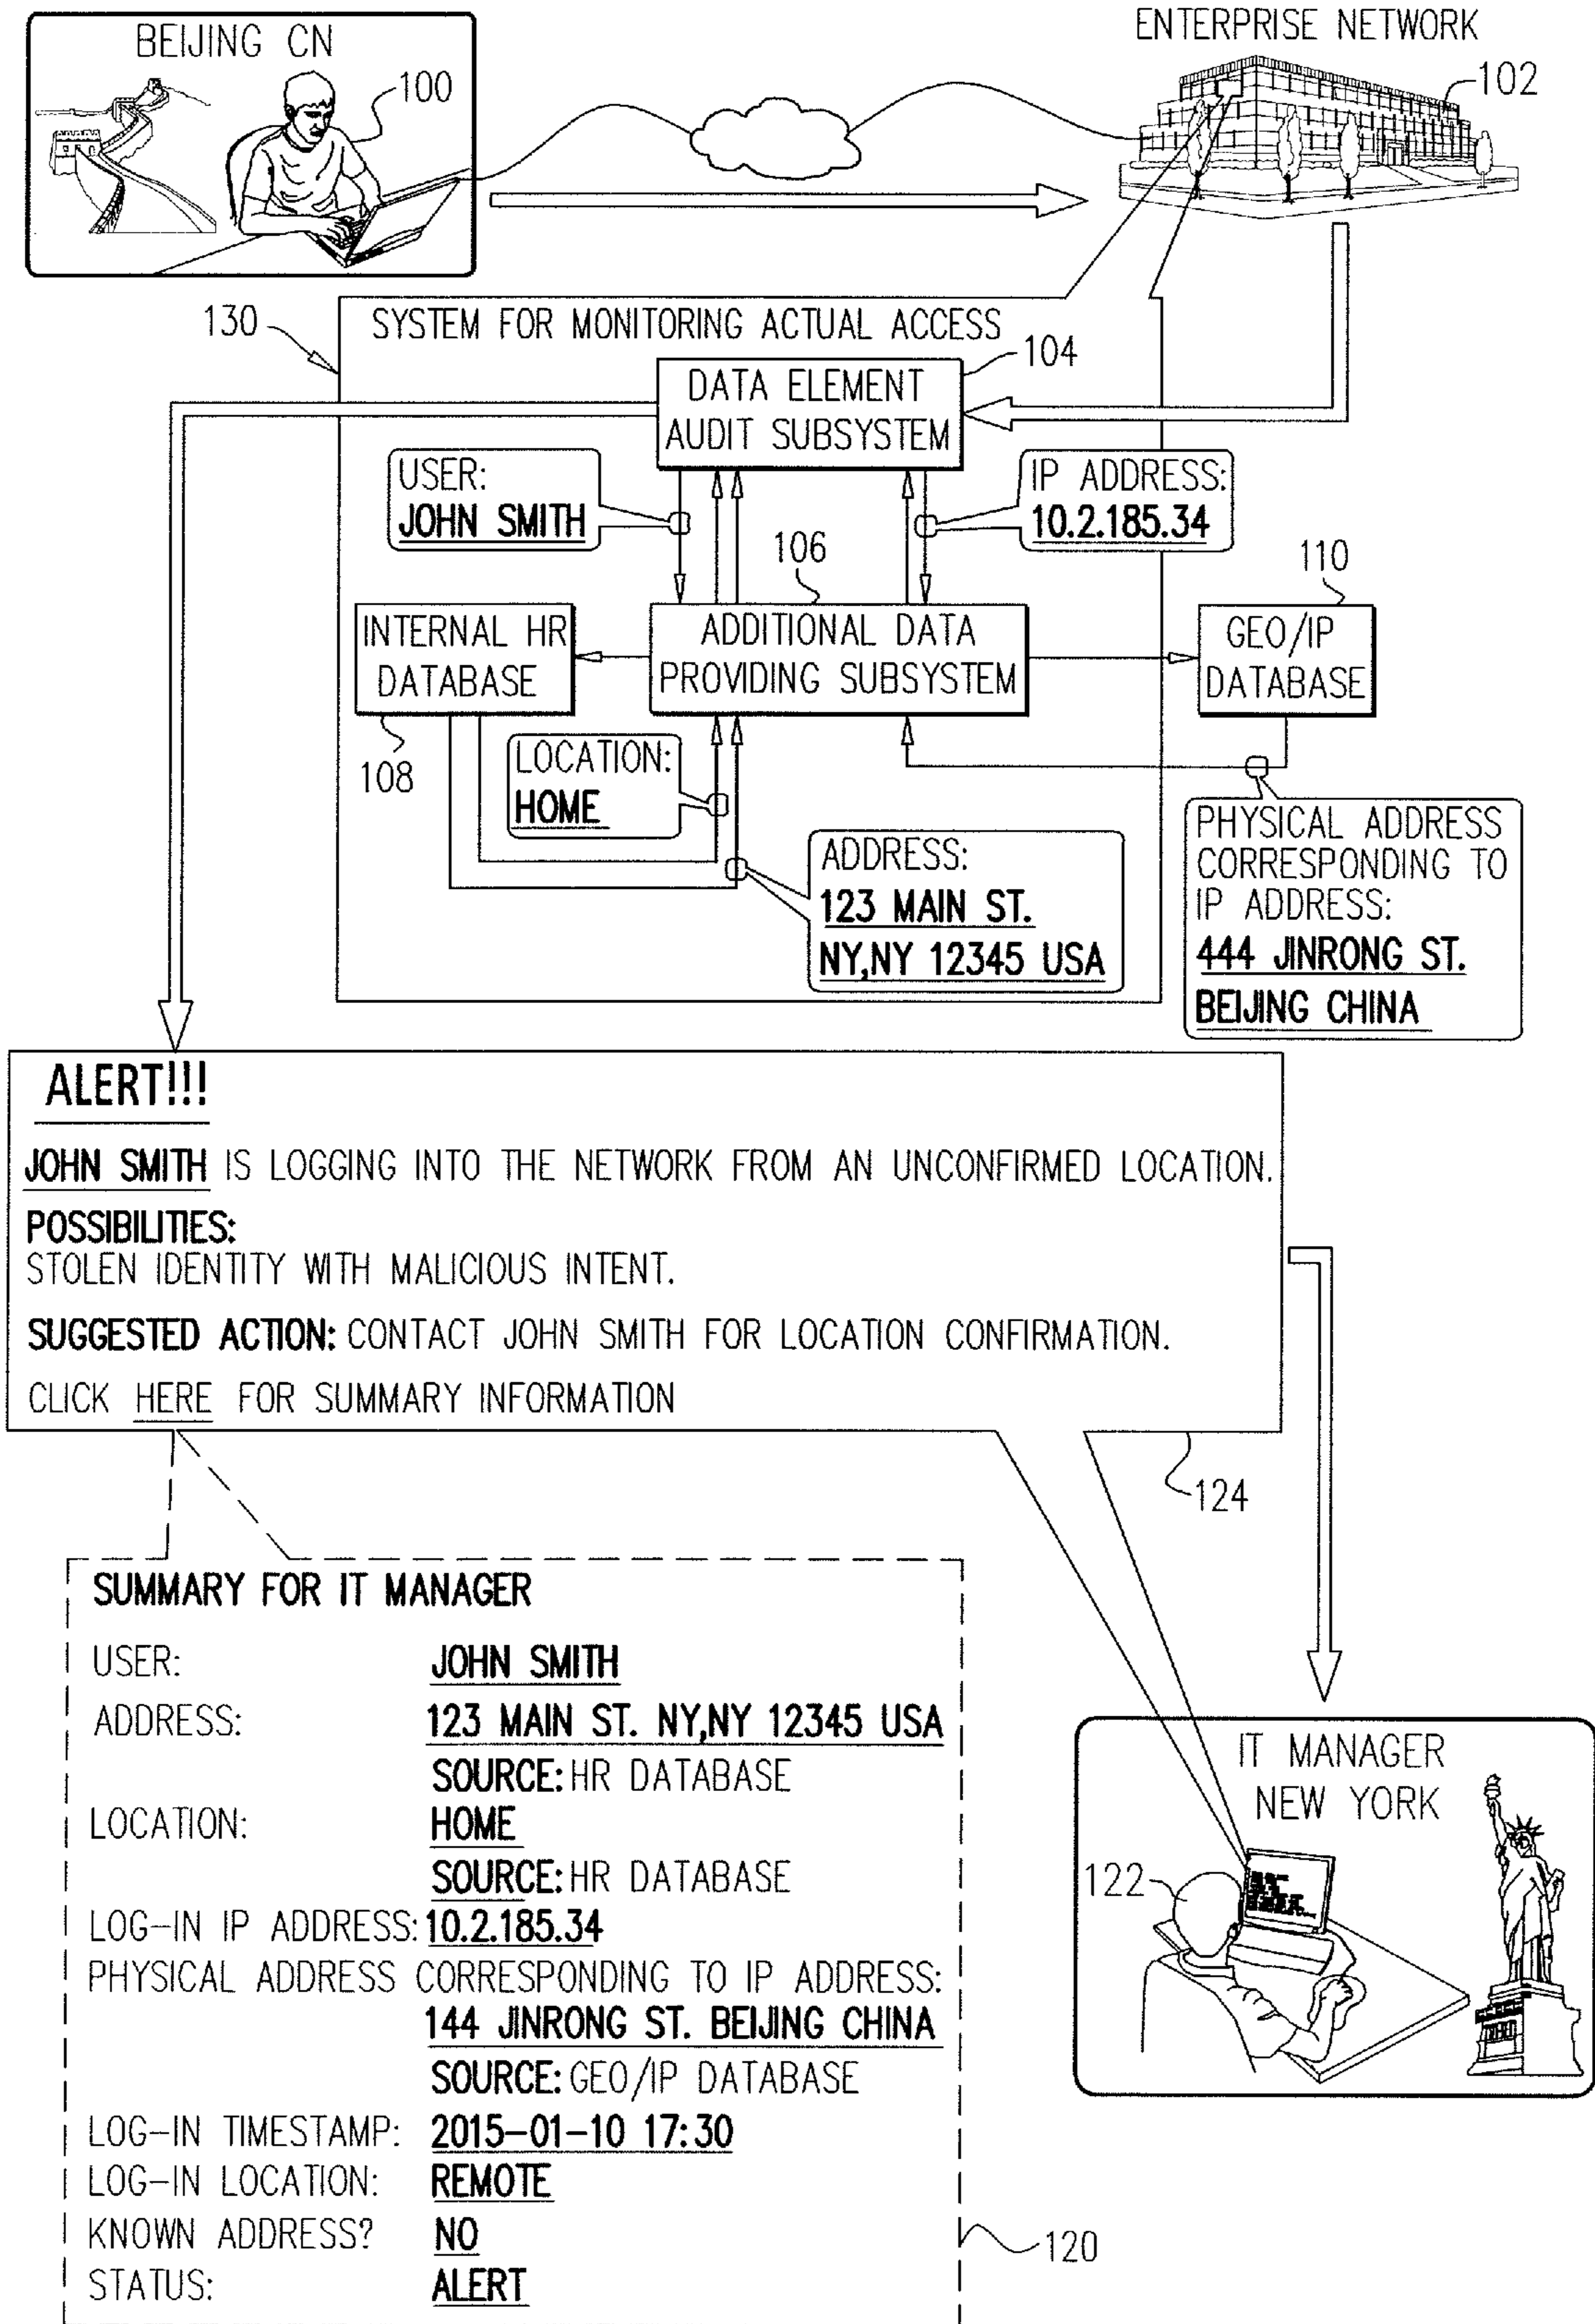 BEIJING CN
100
ENTERPRISE NETWORK
102
130
SYSTEM FOR MONITORING ACTUAL ACCESS
104
DATA ELEMENT
AUDIT SUBSYSTEM
USER:
JOHN SMITH
IP ADDRESS:
10.2.185.34
106
110
INTERNAL HR
DATABASE
ADDITIONAL DATA
PROVIDING SUBSYSTEM
GEO/IP
DATABASE
108
LOCATION:
HOME
ADDRESS:
123 MAIN ST.
NY,NY 12345 USA
PHYSICAL ADDRESS
CORRESPONDING TO
IP ADDRESS:
444 JINRONG ST.
BEIJING CHINA
ALERT!!!
JOHN SMITH IS LOGGING INTO THE NETWORK FROM AN UNCONFIRMED LOCATION.
POSSIBILITIES:
STOLEN IDENTITY WITH MALICIOUS INTENT.
SUGGESTED ACTION: CONTACT JOHN SMITH FOR LOCATION CONFIRMATION.
CLICK HERE FOR SUMMARY INFORMATION
124
SUMMARY FOR IT MANAGER
USER: JOHN SMITH
ADDRESS: 123 MAIN ST. NY,NY 12345 USA
SOURCE: HR DATABASE
LOCATION: HOME
SOURCE: HR DATABASE
LOG-IN IP ADDRESS: 10.2.185.34
PHYSICAL ADDRESS CORRESPONDING TO IP ADDRESS:
144 JINRONG ST. BEIJING CHINA
SOURCE: GEO/IP DATABASE
LOG-IN TIMESTAMP: 2015-01-10 17:30
LOG-IN LOCATION: REMOTE
KNOWN ADDRESS? NO
STATUS: ALERT
120
IT MANAGER
NEW YORK
122